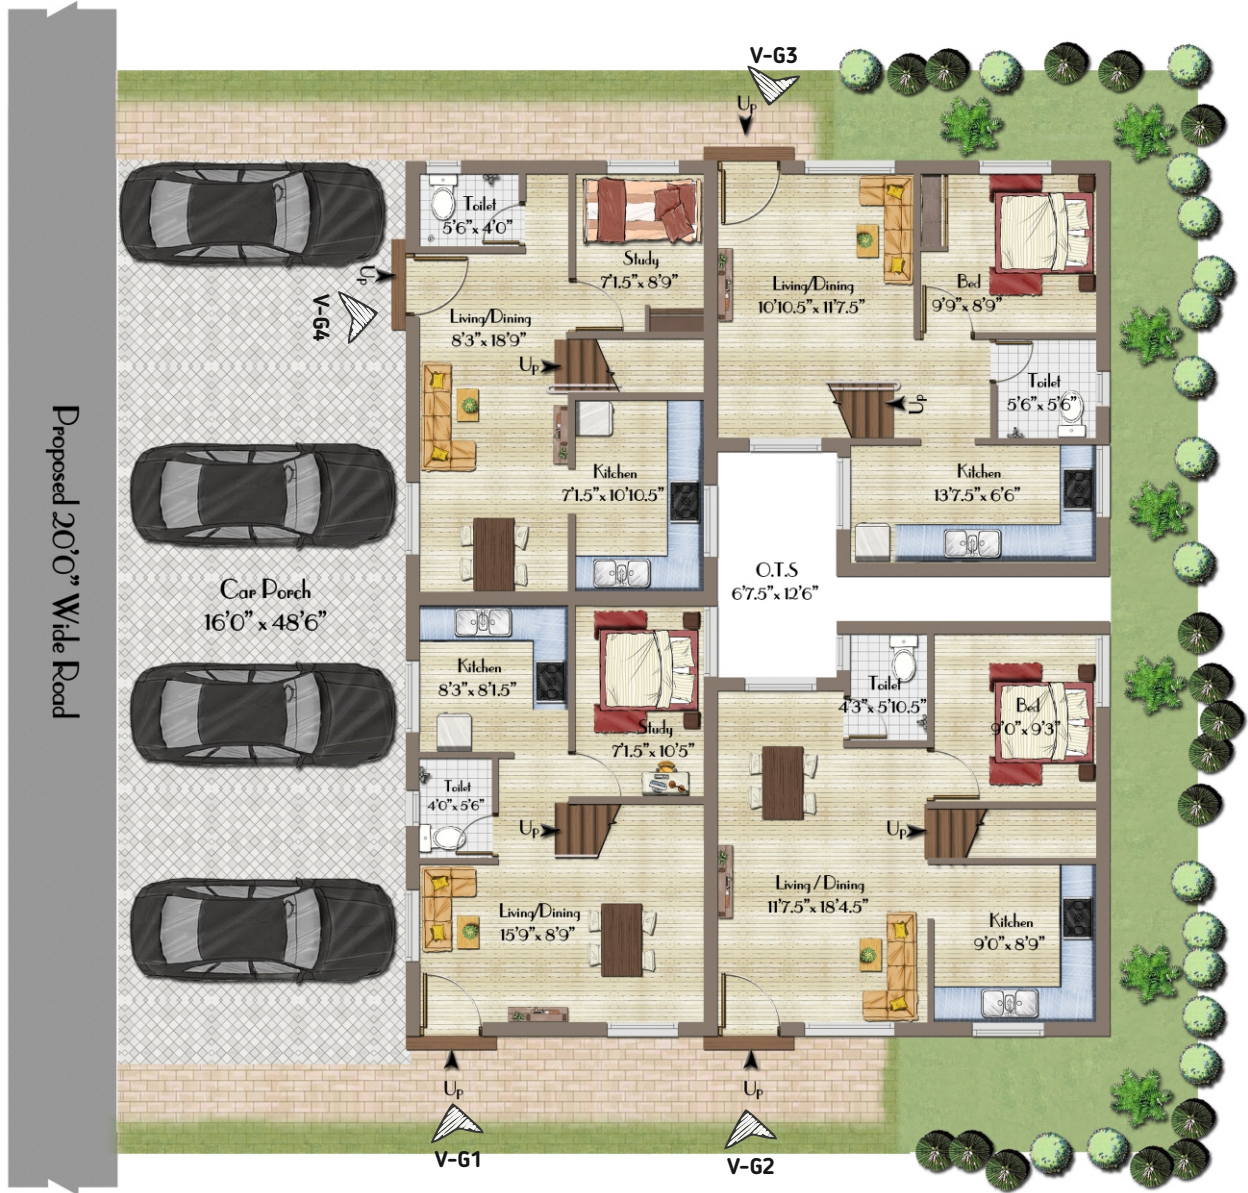 V-G3
Up
Toilet
5'6"x 4'0"
Study
7'1.5"x 8'9"
Up
V-G4
Living/Dining
8'3"x 18'9"
Up
Living/Dining
10'10.5"x 11'7.5"
Bed
9'9"x 8'9"
Toilet
5'6"x 5'6"
Up
Kitchen
7'1.5"x 10'10.5"
Kitchen
13'7.5"x 6'6"
O.T.S
6'7.5"x 12'6"
Proposed 20'0" Wide Road
Car Porch
16'0" x 48'6"
Kitchen
8'3"x 8'1.5"
Study
7'1.5"x 10'5"
Toilet
4'0"x 5'6"
Up
Toilet
4'3"x 5'10.5"
Bed
9'0"x 9'3"
Up
Living/Dining
15'9"x 8'9"
Living/Dining
11'7.5"x 18'4.5"
Kitchen
9'0"x 8'9"
Up
Up
V-G1
V-G2